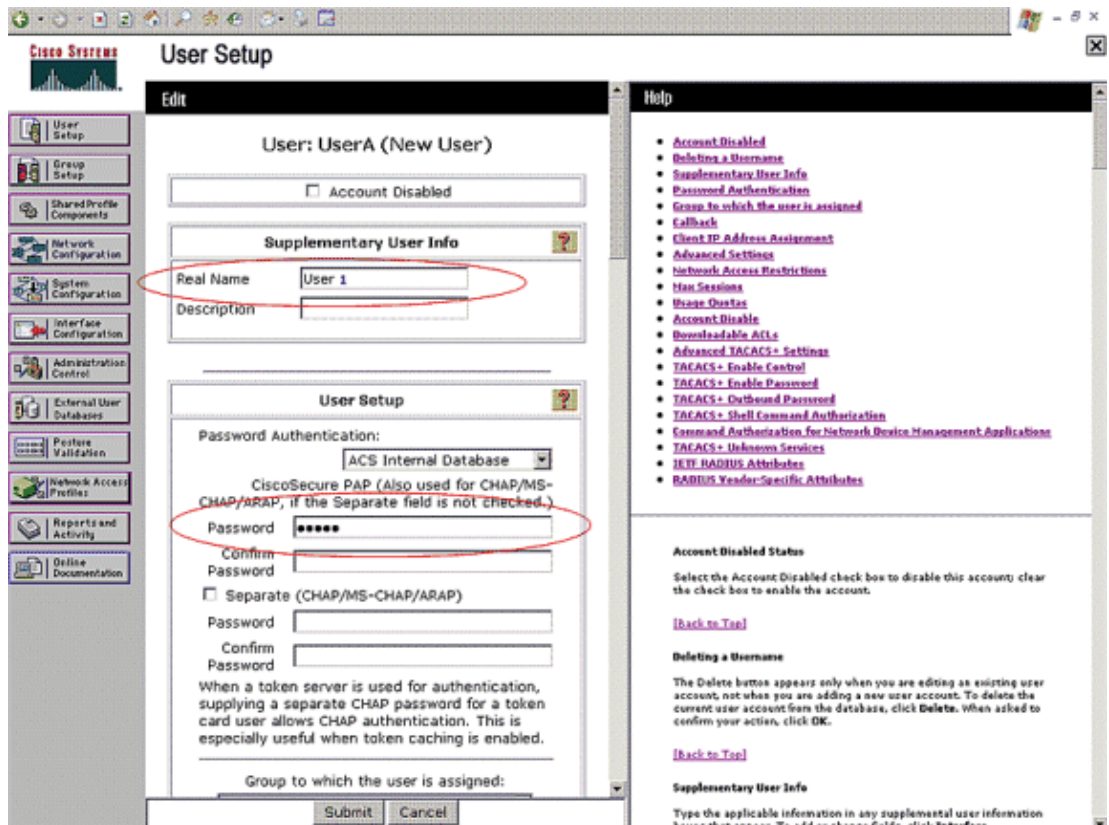 CISCO SYSTEMS
User Setup
User Setup
Group Setup
Shared Profile Components
Network Configuration
System Configuration
Interface Configuration
Administration Control
External User Databases
Posture Validation
Network Access Profiles
Reports and Activity
Online Documentation
Edit
User: UserA (New User)
Account Disabled
Supplementary User Info
Real Name User 1
Description
User Setup
Password Authentication:
ACS Internal Database
CiscoSecure PAP (Also used for CHAP/MS-
CHAP/ARAP, if the Separate field is not checked.)
Password •••••
Confirm
Password
Separate (CHAP/MS-CHAP/ARAP)
Password
Confirm
Password
When a token server is used for authentication,
supplying a separate CHAP password for a token
card user allows CHAP authentication. This is
especially useful when token caching is enabled.
Group to which the user is assigned:
Submit Cancel
Help
Account Disabled
Deleting a Username
Supplementary User Info
Password Authentication
Group to which the user is assigned
Callback
Client IP Address Assignment
Advanced Settings
Network Access Restrictions
Max Sessions
Usage Quotas
Account Disable
Downloadable ACLs
Advanced TACACS+ Settings
TACACS+ Enable Control
TACACS+ Enable Password
TACACS+ Outbound Password
TACACS+ Shell Command Authorization
Command Authorization for Network Device Management Applications
TACACS+ Unknown Services
IETF RADIUS Attributes
RADIUS Vendor-Specific Attributes
Account Disabled Status
Select the Account Disabled check box to disable this account; clear
the check box to enable the account.
[Back to Top]
Deleting a Username
The Delete button appears only when you are editing an existing user
account, not when you are adding a new user account. To delete the
current user account from the database, click Delete. When asked to
confirm your action, click OK.
[Back to Top]
Supplementary User Info
Type the applicable information in any supplemental user information